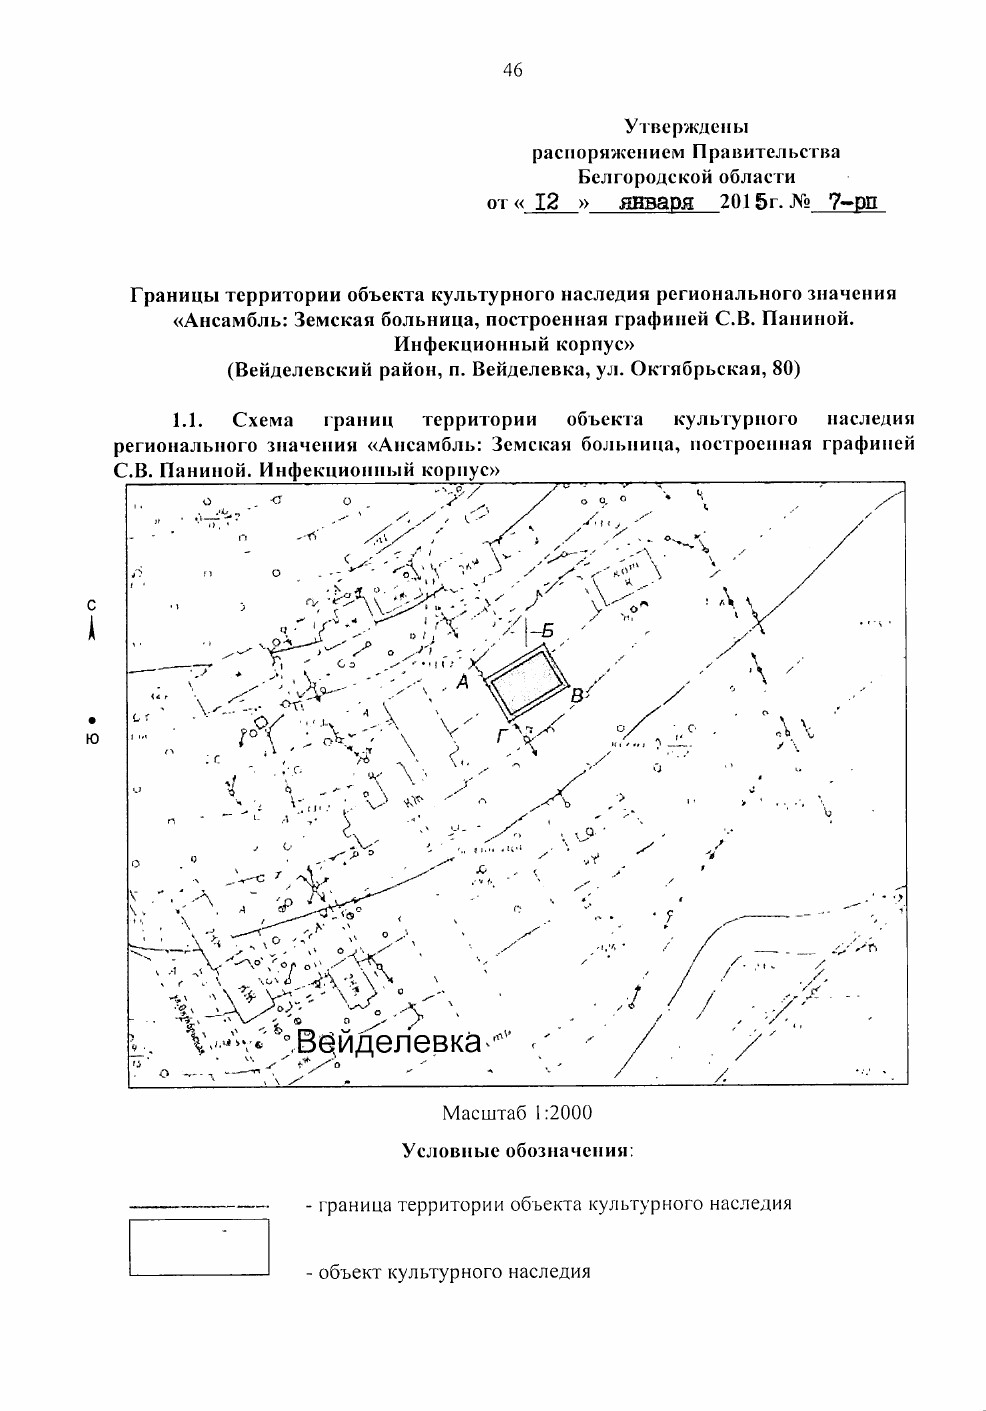 46
Утверждены
распоряжением Правительства
Белгородской области
от « 12 » января 2015г. № 7-рп
Границы территории объекта культурного наследия регионального значения
«Ансамбль: Земская больница, построенная графиней С.В. Паниной.
Инфекционный корпус»
(Вейделевский район, п. Вейделевка, ул. Октябрьская, 80)
1.1. Схема границ территории объекта культурного наследия
регионального значения «Ансамбль: Земская больница, построенная графиней
С.В. Паниной. Инфекционный корпус»
С
Ю
Б
А
В
Г
КЖ
ул.Октябрьская
Вейделевка
Масштаб 1:2000
Условные обозначения:
- граница территории объекта культурного наследия
- объект культурного наследия